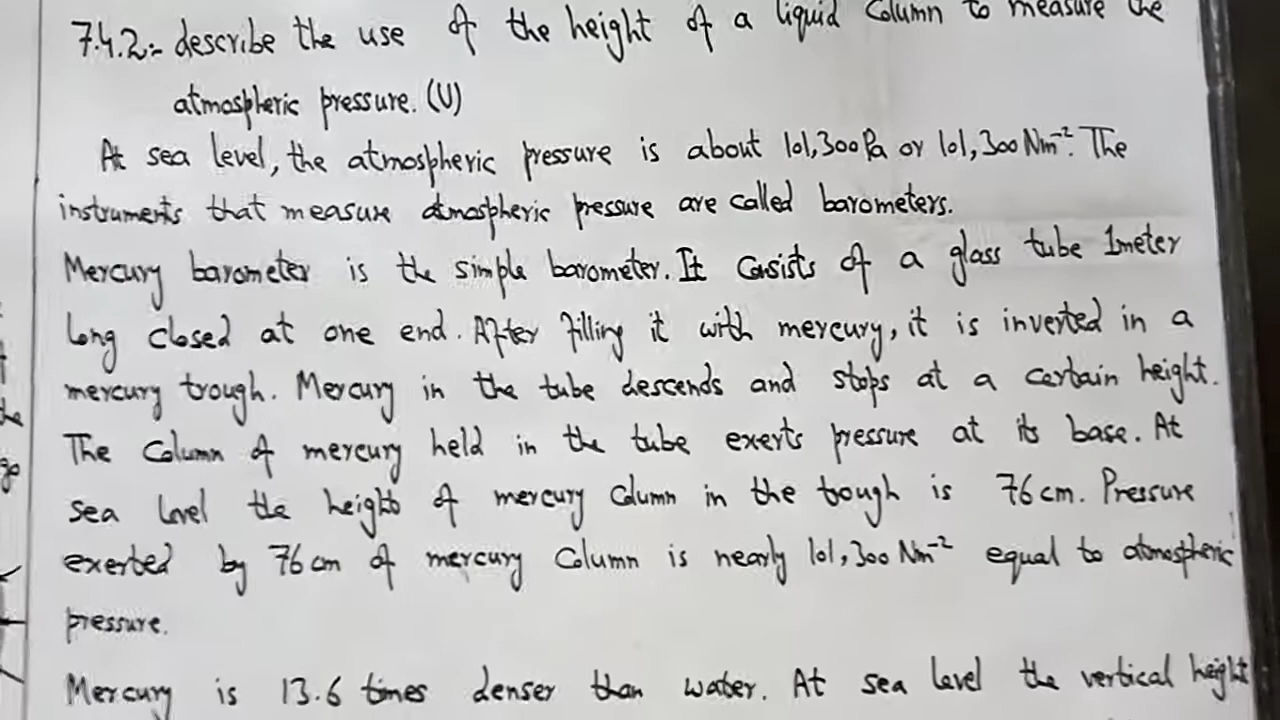 7.4.2:- describe the use of the height of a liquid column to measure the
atmospheric pressure. (U)
At sea level, the atmospheric pressure is about 101,300 Pa or 101,300 Nm⁻². The
instruments that measure atmospheric pressure are called barometers.
Mercury barometer is the simple barometer. It consists of a glass tube 1meter
long closed at one end. After filling it with mercury, it is inverted in a
mercury trough. Mercury in the tube descends and stops at a certain height.
The column of mercury held in the tube exerts pressure at its base. At
sea level the height of mercury column in the trough is 76 cm. Pressure
exerted by 76 cm of mercury column is nearly 101,300 Nm⁻² equal to atmospheric
pressure.
Mercury is 13.6 times denser than water. At sea level the vertical height